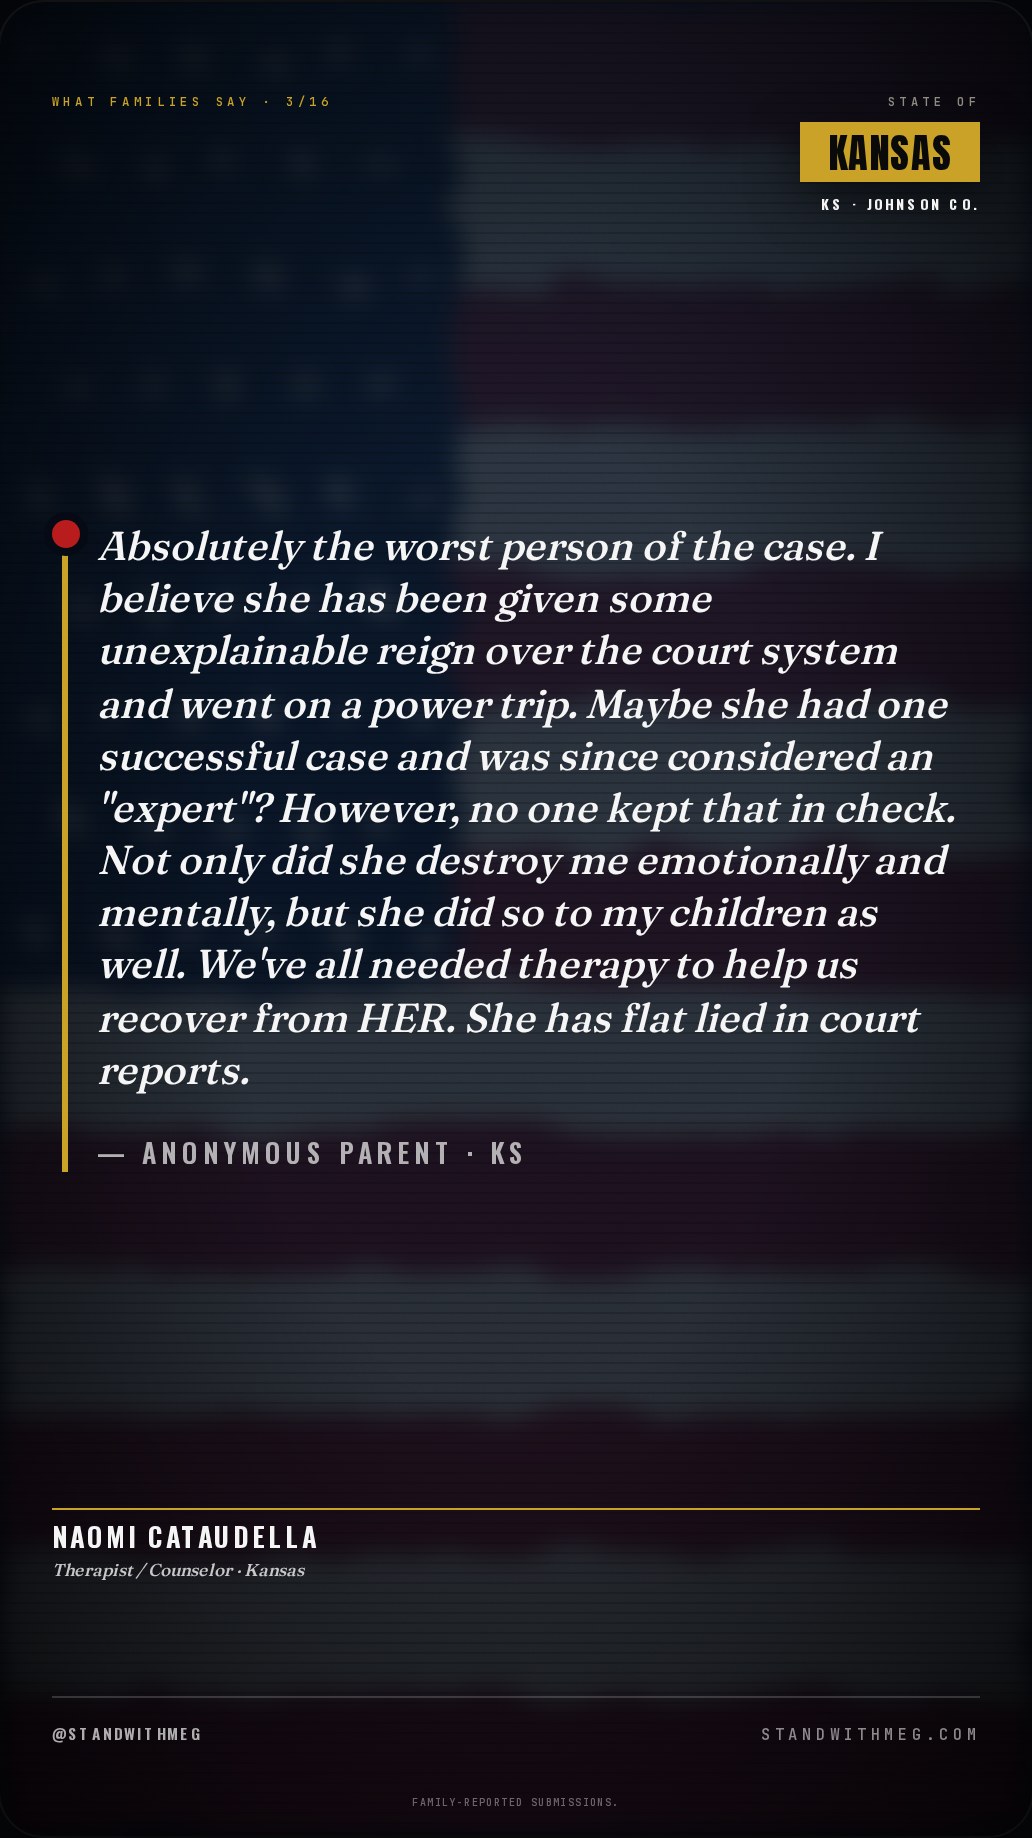 WHAT FAMILIES SAY · 3/16
STATE OF
KANSAS
KS · JOHNSON CO.
Absolutely the worst person of the case. I
believe she has been given some
unexplainable reign over the court system
and went on a power trip. Maybe she had one
successful case and was since considered an
"expert"? However, no one kept that in check.
Not only did she destroy me emotionally and
mentally, but she did so to my children as
well. We've all needed therapy to help us
recover from HER. She has flat lied in court
reports.
— ANONYMOUS PARENT · KS
NAOMI CATAUDELLA
Therapist / Counselor · Kansas
@STANDWITHMEG
STANDWITHMEG.COM
FAMILY-REPORTED SUBMISSIONS.